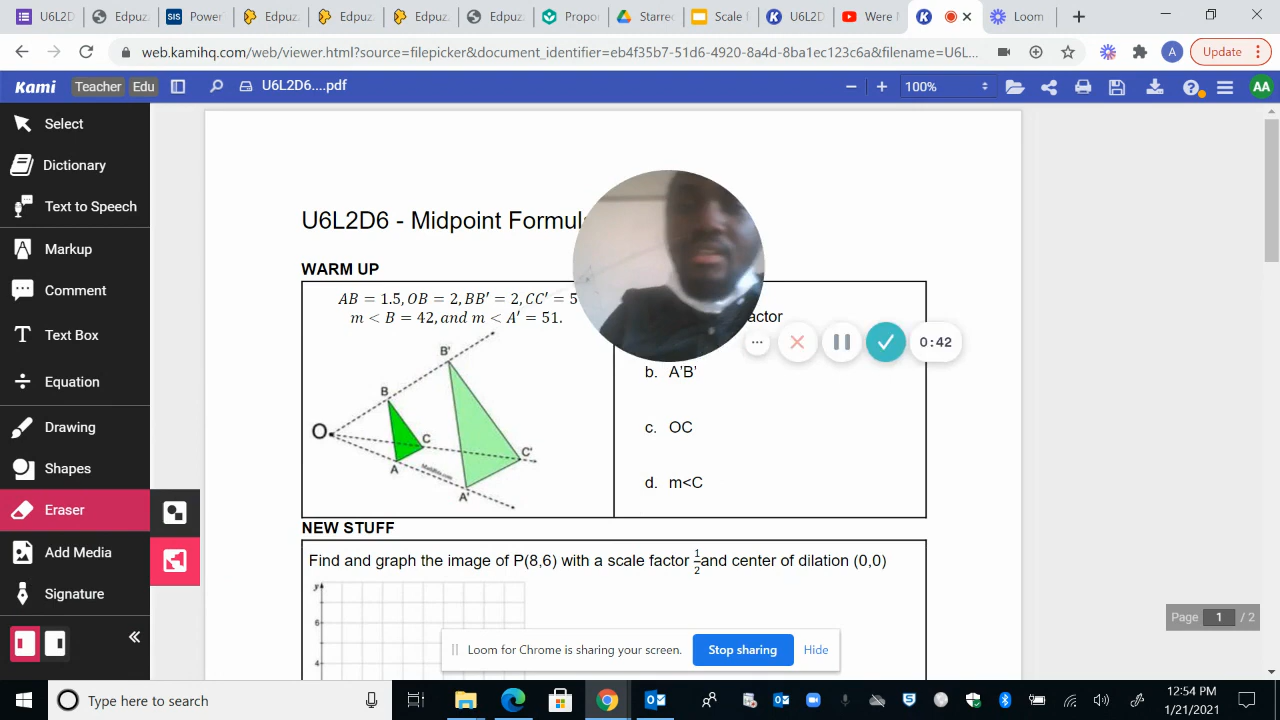 U6L2D
Edpuz
SIS
Power
Edpuz.
Edpuz.
Edpuz.
Edpuz
Propo
Starred
Scale
U6L2D
Were N
Loom
web.kamihq.com/web/viewer.html?source=filepicker&document_identifier=eb4f35b7-51d6-4920-8a4d-8ba1ec123c6a&filename=U6L...
A
Update
Kami
Teacher
Edu
U6L2D6....pdf
100%
AA
Select
Dictionary
Text to Speech
Markup
Comment
Text Box
Equation
Drawing
Shapes
Eraser
Add Media
Signature
U6L2D6 - Midpoint Formula
WARM UP
AB = 1.5, OB = 2, BB′ = 2, CC′ = 5
m < B = 42, and m < A′ = 51.
B'
B
O
C
C'
A
A'
actor
b. A'B'
c. OC
d. m<C
0:42
NEW STUFF
Find and graph the image of P(8,6) with a scale factor 1/2 and center of dilation (0,0)
y
6
4
Loom for Chrome is sharing your screen.
Stop sharing
Hide
Page 1 / 2
Type here to search
12:54 PM
1/21/2021